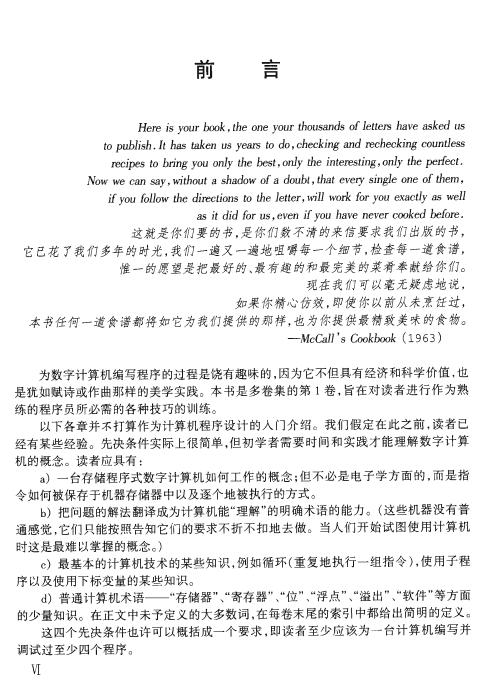 前 言
Here is your book, the one your thousands of letters have asked us
to publish. It has taken us years to do, checking and rechecking countless
recipes to bring you only the best, only the interesting, only the perfect.
Now we can say, without a shadow of a doubt, that every single one of them,
if you follow the directions to the letter, will work for you exactly as well
as it did for us, even if you have never cooked before.
这就是你们要的书,是你们数不清的来信要求我们出版的书,
它已花了我们多年的时光,我们一遍又一遍地咀嚼每一个细节,检查每一道食谱,
惟一的愿望是把最好的、最有趣的和最完美的菜肴奉献给你们。
现在我们可以毫无疑虑地说,
如果你精心仿效,即使你以前从未烹饪过,
本书任何一道食谱都将如它为我们提供的那样,也为你提供最精致美味的食物。
—McCall's Cookbook (1963)
为数字计算机编写程序的过程是饶有趣味的,因为它不但具有经济和科学价值,也
是犹如赋诗或作曲那样的美学实践。本书是多卷集的第 1 卷,旨在对读者进行作为熟
练的程序员所必需的各种技巧的训练。
以下各章并不打算作为计算机程序设计的入门介绍。我们假定在此之前,读者已
经有某些经验。先决条件实际上很简单,但初学者需要时间和实践才能理解数字计算
机的概念。读者应具有:
a) 一台存储程序式数字计算机如何工作的概念;但不必是电子学方面的,而是指
令如何被保存于机器存储器中以及逐个地被执行的方式。
b) 把问题的解法翻译成为计算机能“理解”的明确术语的能力。(这些机器没有普
通感觉,它们只能按照告知它们的要求不折不扣地去做。当人们开始试图使用计算机
时这是最难以掌握的概念。)
c) 最基本的计算机技术的某些知识,例如循环(重复地执行一组指令),使用子程
序以及使用下标变量的某些知识。
d) 普通计算机术语——“存储器”、“寄存器”、“位”、“浮点”、“溢出”、“软件”等方面
的少量知识。在正文中未予定义的大多数词,在每卷末尾的索引中都给出简明的定义。
这四个先决条件也许可以概括成一个要求,即读者至少应该为一台计算机编写并
调试过至少四个程序。
Ⅵ